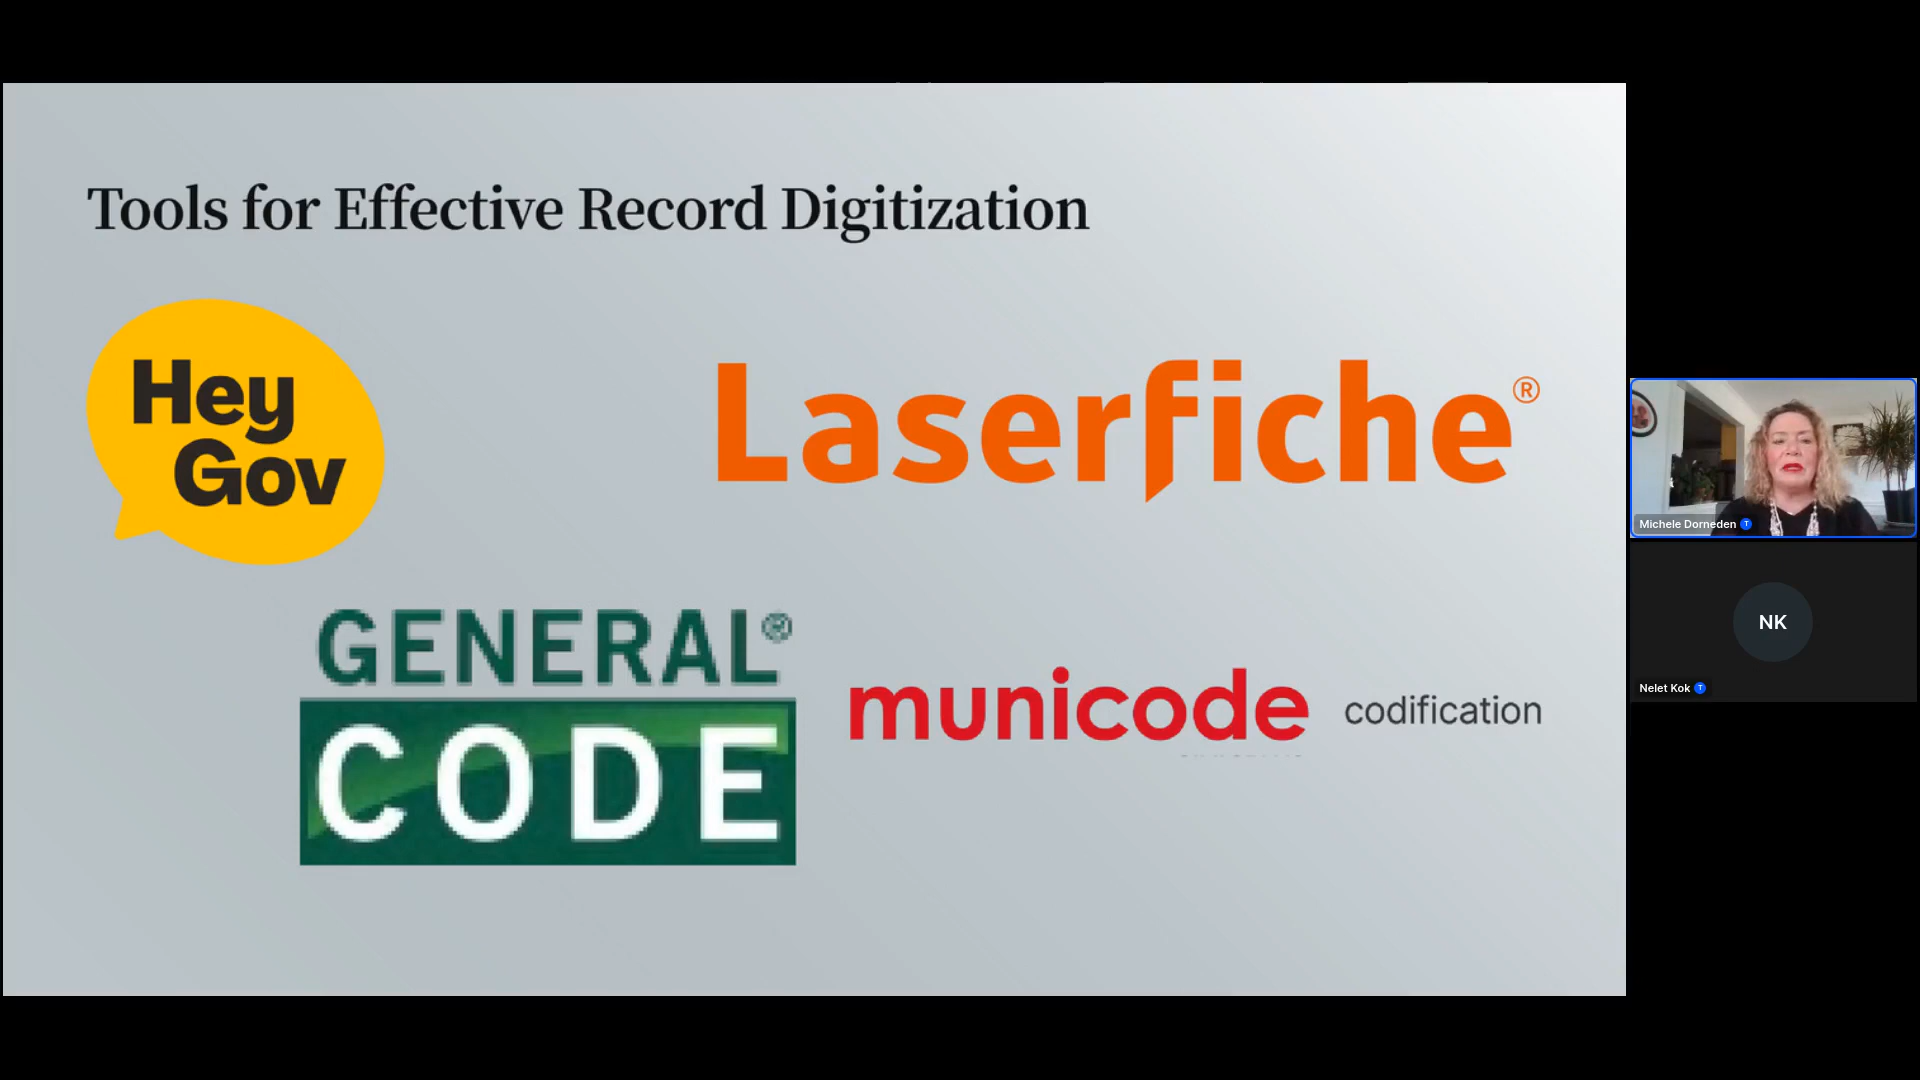 Tools for Effective Record Digitization
Hey
Gov
Laserfiche®
GENERAL®
CODE
municode codification
Michele Dorneden T
NK
Nelet Kok T